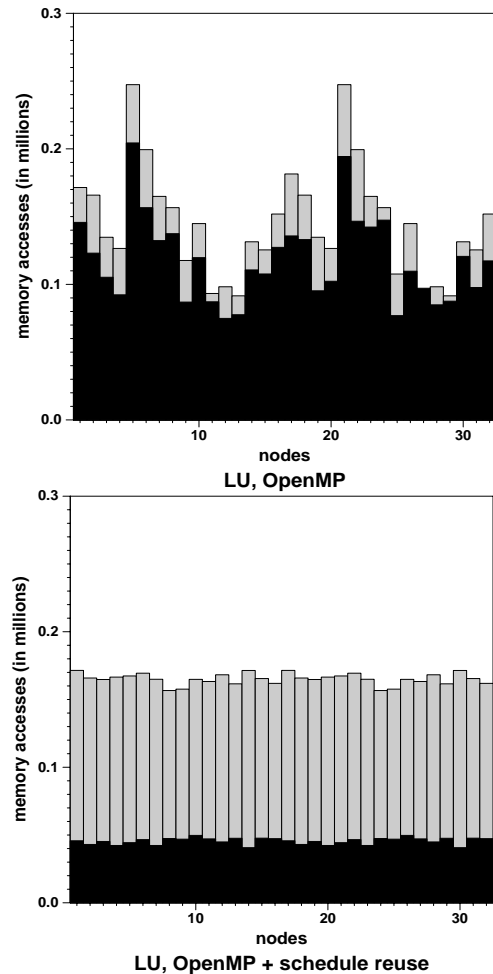 0.3
0.2
0.1
0.0
memory accesses (in millions)
10 20 30
nodes
LU, OpenMP
0.3
0.2
0.1
0.0
memory accesses (in millions)
10 20 30
nodes
LU, OpenMP + schedule reuse